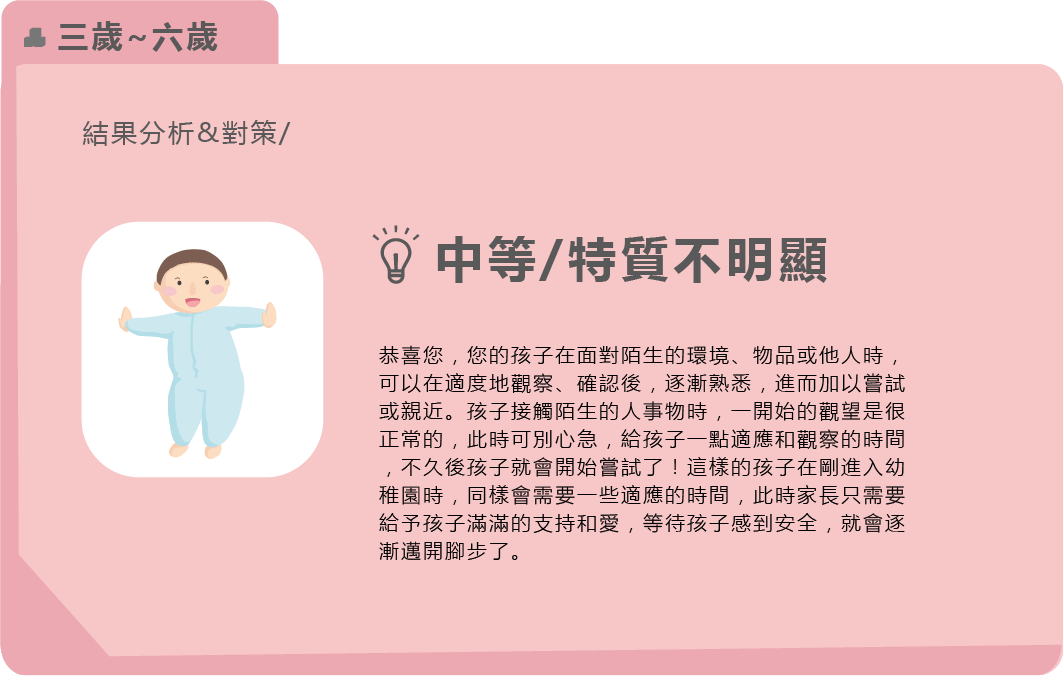 三歲~六歲
結果分析&對策/
中等/特質不明顯
恭喜您，您的孩子在面對陌生的環境、物品或他人時，
可以在適度地觀察、確認後，逐漸熟悉，進而加以嘗試
或親近。孩子接觸陌生的人事物時，一開始的觀望是很
正常的，此時可別心急，給孩子一點適應和觀察的時間
，不久後孩子就會開始嘗試了！這樣的孩子在剛進入幼
稚園時，同樣會需要一些適應的時間，此時家長只需要
給予孩子滿滿的支持和愛，等待孩子感到安全，就會逐
漸邁開腳步了。